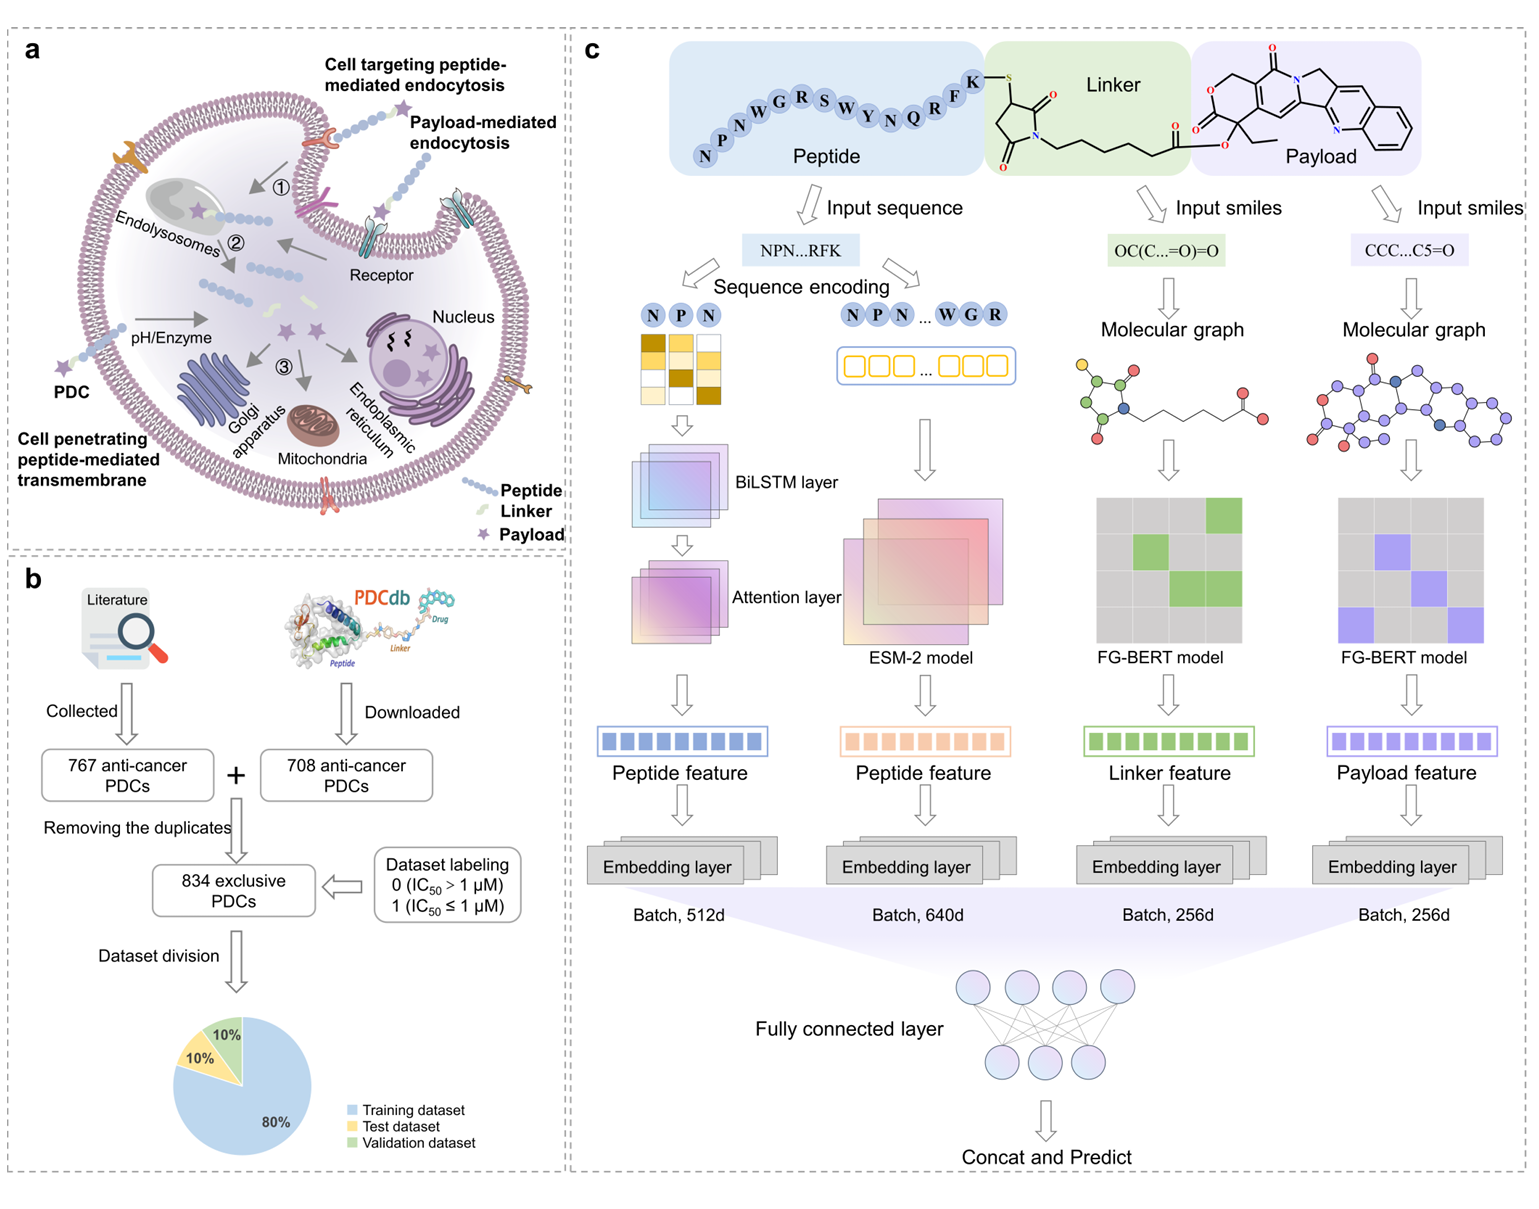 a
Cell targeting peptide-
mediated endocytosis
Payload-mediated
endocytosis
①
Endolysosomes
②
Receptor
pH/Enzyme
Nucleus
PDC
③
Golgi
apparatus
Endoplasmic
reticulum
Mitochondria
Cell penetrating
peptide-mediated
transmembrane
Peptide
Linker
Payload
b
Literature
PDCdb
Drug
Linker
Peptide
Collected
Downloaded
767 anti-cancer
PDCs
+
708 anti-cancer
PDCs
Removing the duplicates
834 exclusive
PDCs
Dataset labeling
0 (IC50 > 1 μM)
1 (IC50 ≤ 1 μM)
Dataset division
10%
10%
80%
Training dataset
Test dataset
Validation dataset
c
N P N W G R S W Y N Q R F K
S
O
O
N
O
O
O
O
O
O
N
N
Peptide
Linker
Payload
Input sequence
Input smiles
Input smiles
NPN...RFK
OC(C...=O)=O
CCC...C5=O
Sequence encoding
N P N
N P N ... W G R
...
Molecular graph
Molecular graph
BiLSTM layer
Attention layer
ESM-2 model
FG-BERT model
FG-BERT model
Peptide feature
Peptide feature
Linker feature
Payload feature
Embedding layer
Embedding layer
Embedding layer
Embedding layer
Batch, 512d
Batch, 640d
Batch, 256d
Batch, 256d
Fully connected layer
Concat and Predict